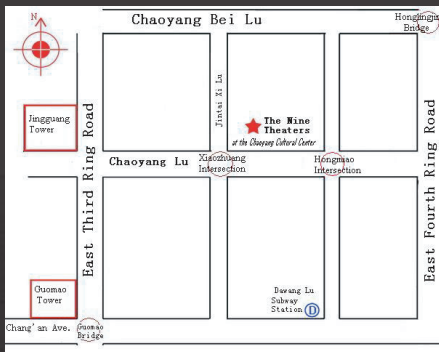 Chaoyang Bei Lu
N
Bridge
Jingguang
Tower
East Third Ring Road
Jintai Xi Lu
The Nine
Theaters
at the Chaoyang Cultural Center
East Fourth Ring Road
Chaoyang Lu
Xiaozhuang
Intersection
Hongmiao
Intersection
Guomao
Tower
Dawang Lu
Subway
Station D
Chang'an Ave.
Guomao
Bridge